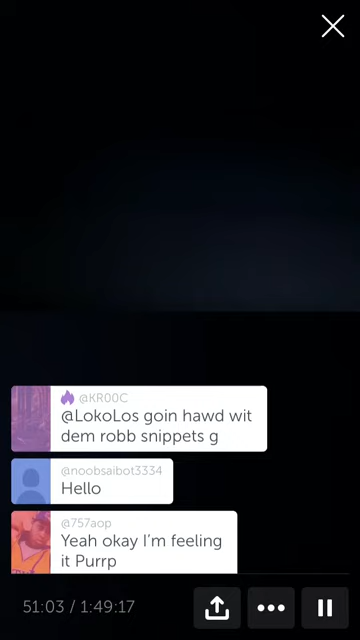 @KR00C
@LokoLos goin hawd wit
dem robb snippets g
@noobsaibot3334
Hello
@757aop
Yeah okay I'm feeling
it Purrp
51:03 / 1:49:17